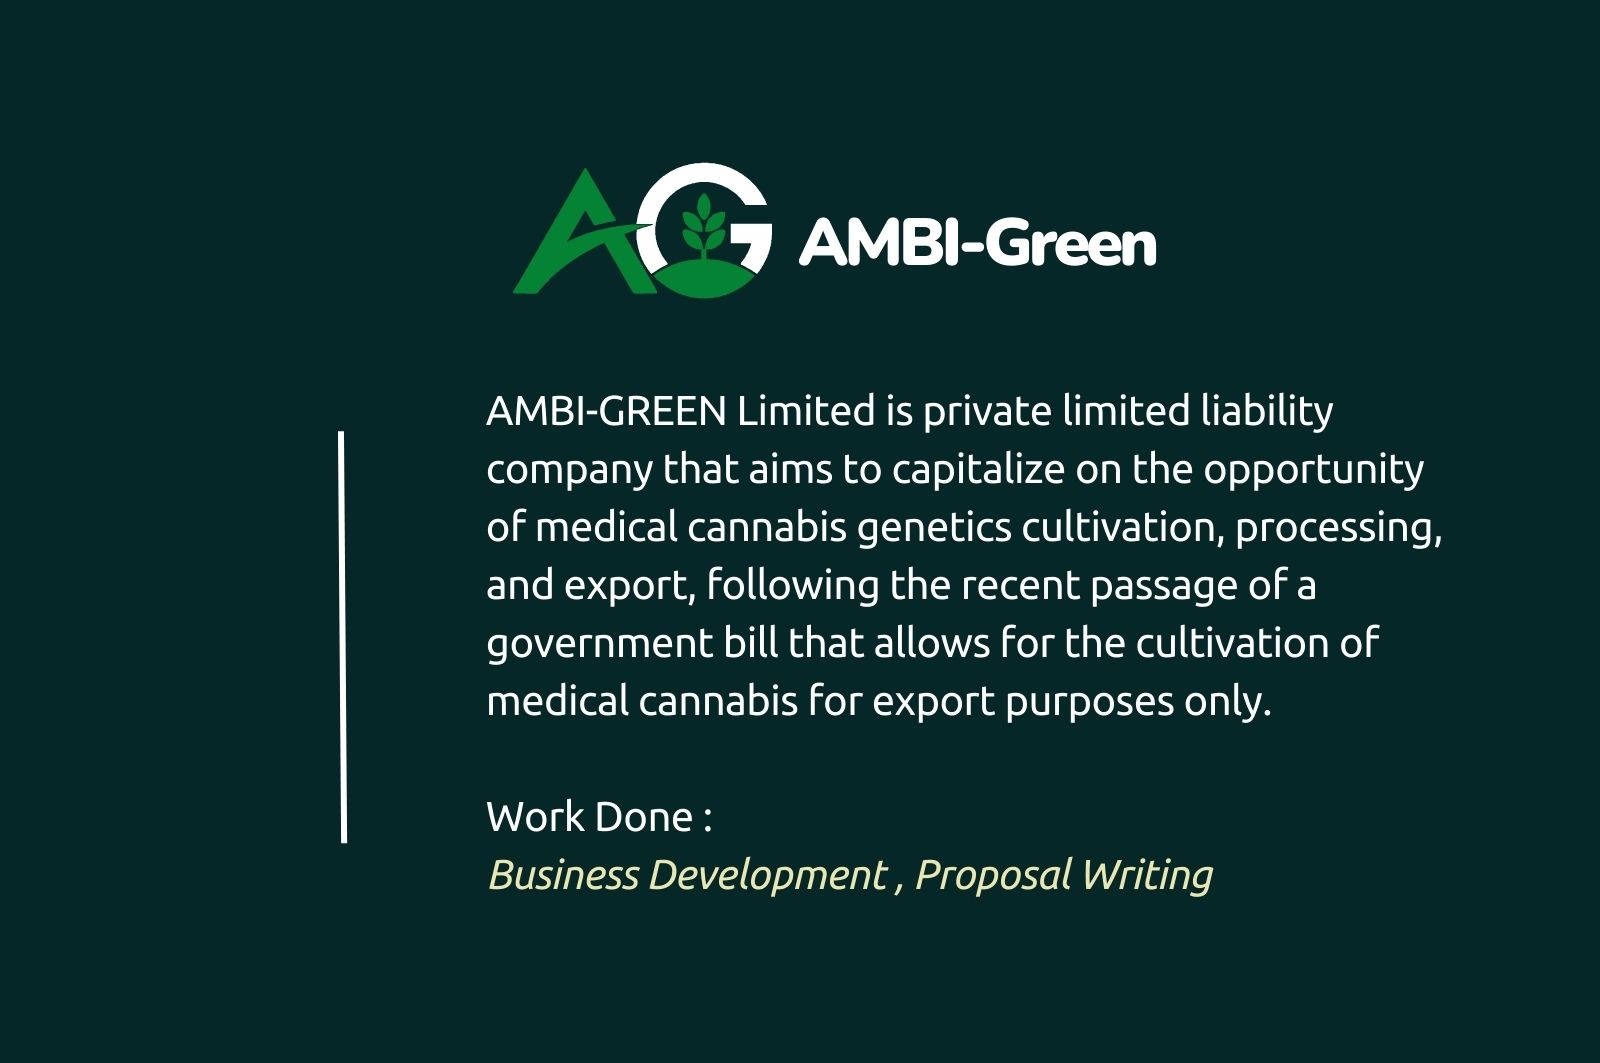 AG AMBI-Green
AMBI-GREEN Limited is private limited liability
company that aims to capitalize on the opportunity
of medical cannabis genetics cultivation, processing,
and export, following the recent passage of a
government bill that allows for the cultivation of
medical cannabis for export purposes only.
Work Done :
Business Development , Proposal Writing